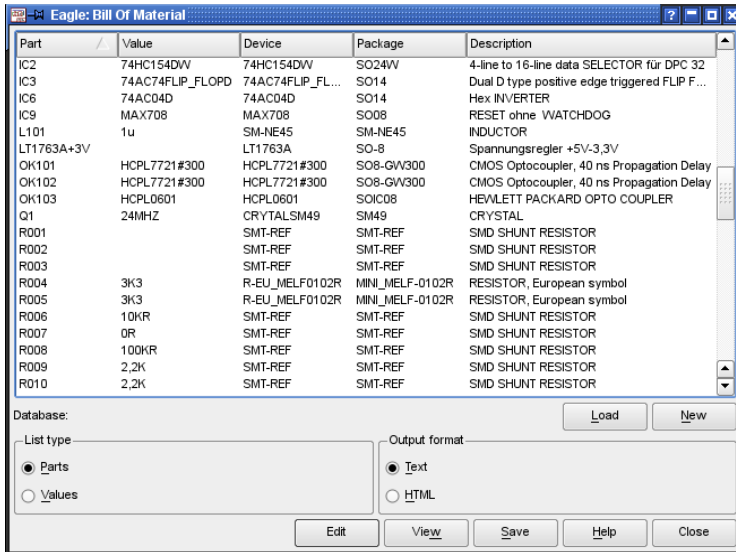 Eagle: Bill Of Material
Part Value Device Package Description
IC2 74HC154DW 74HC154DW SO24W 4-line to 16-line data SELECTOR für DPC 32
IC3 74AC74FLIP_FLOPD 74AC74FLIP_FL... SO14 Dual D type positive edge triggered FLIP F...
IC6 74AC04D 74AC04D SO14 Hex INVERTER
IC9 MAX708 MAX708 SO08 RESET ohne WATCHDOG
L101 1u SM-NE45 SM-NE45 INDUCTOR
LT1763A+3V LT1763A SO-8 Spannungsregler +5V-3,3V
OK101 HCPL7721#300 HCPL7721#300 SO8-GW300 CMOS Optocoupler, 40 ns Propagation Delay
OK102 HCPL7721#300 HCPL7721#300 SO8-GW300 CMOS Optocoupler, 40 ns Propagation Delay
OK103 HCPL0601 HCPL0601 SOIC08 HEWLETT PACKARD OPTO COUPLER
Q1 24MHZ CRYTALSM49 SM49 CRYSTAL
R001 SMT-REF SMT-REF SMD SHUNT RESISTOR
R002 SMT-REF SMT-REF SMD SHUNT RESISTOR
R003 SMT-REF SMT-REF SMD SHUNT RESISTOR
R004 3K3 R-EU_MELF0102R MINI_MELF-0102R RESISTOR, European symbol
R005 3K3 R-EU_MELF0102R MINI_MELF-0102R RESISTOR, European symbol
R006 10KR SMT-REF SMT-REF SMD SHUNT RESISTOR
R007 0R SMT-REF SMT-REF SMD SHUNT RESISTOR
R008 100KR SMT-REF SMT-REF SMD SHUNT RESISTOR
R009 2,2K SMT-REF SMT-REF SMD SHUNT RESISTOR
R010 2,2K SMT-REF SMT-REF SMD SHUNT RESISTOR
Database: Load New
List type Output format
Parts Text
Values HTML
Edit View Save Help Close